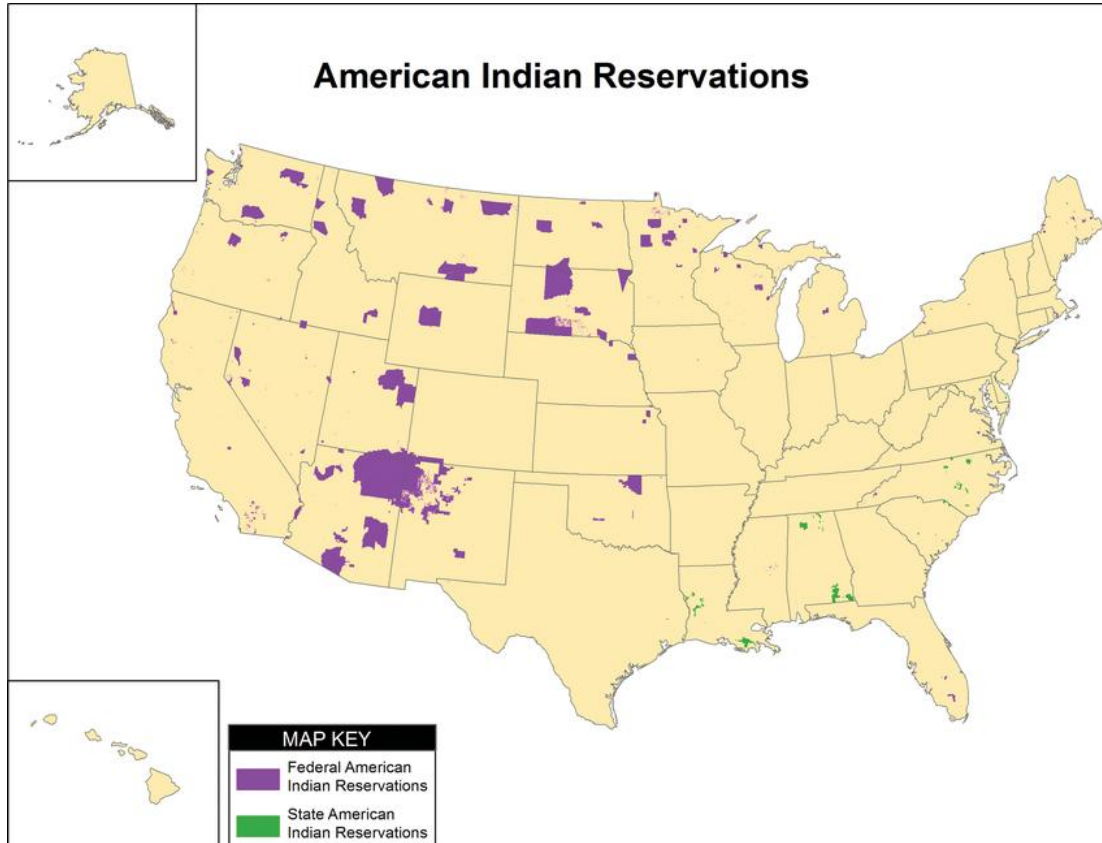 American Indian Reservations
MAP KEY
Federal American
Indian Reservations
State American
Indian Reservations